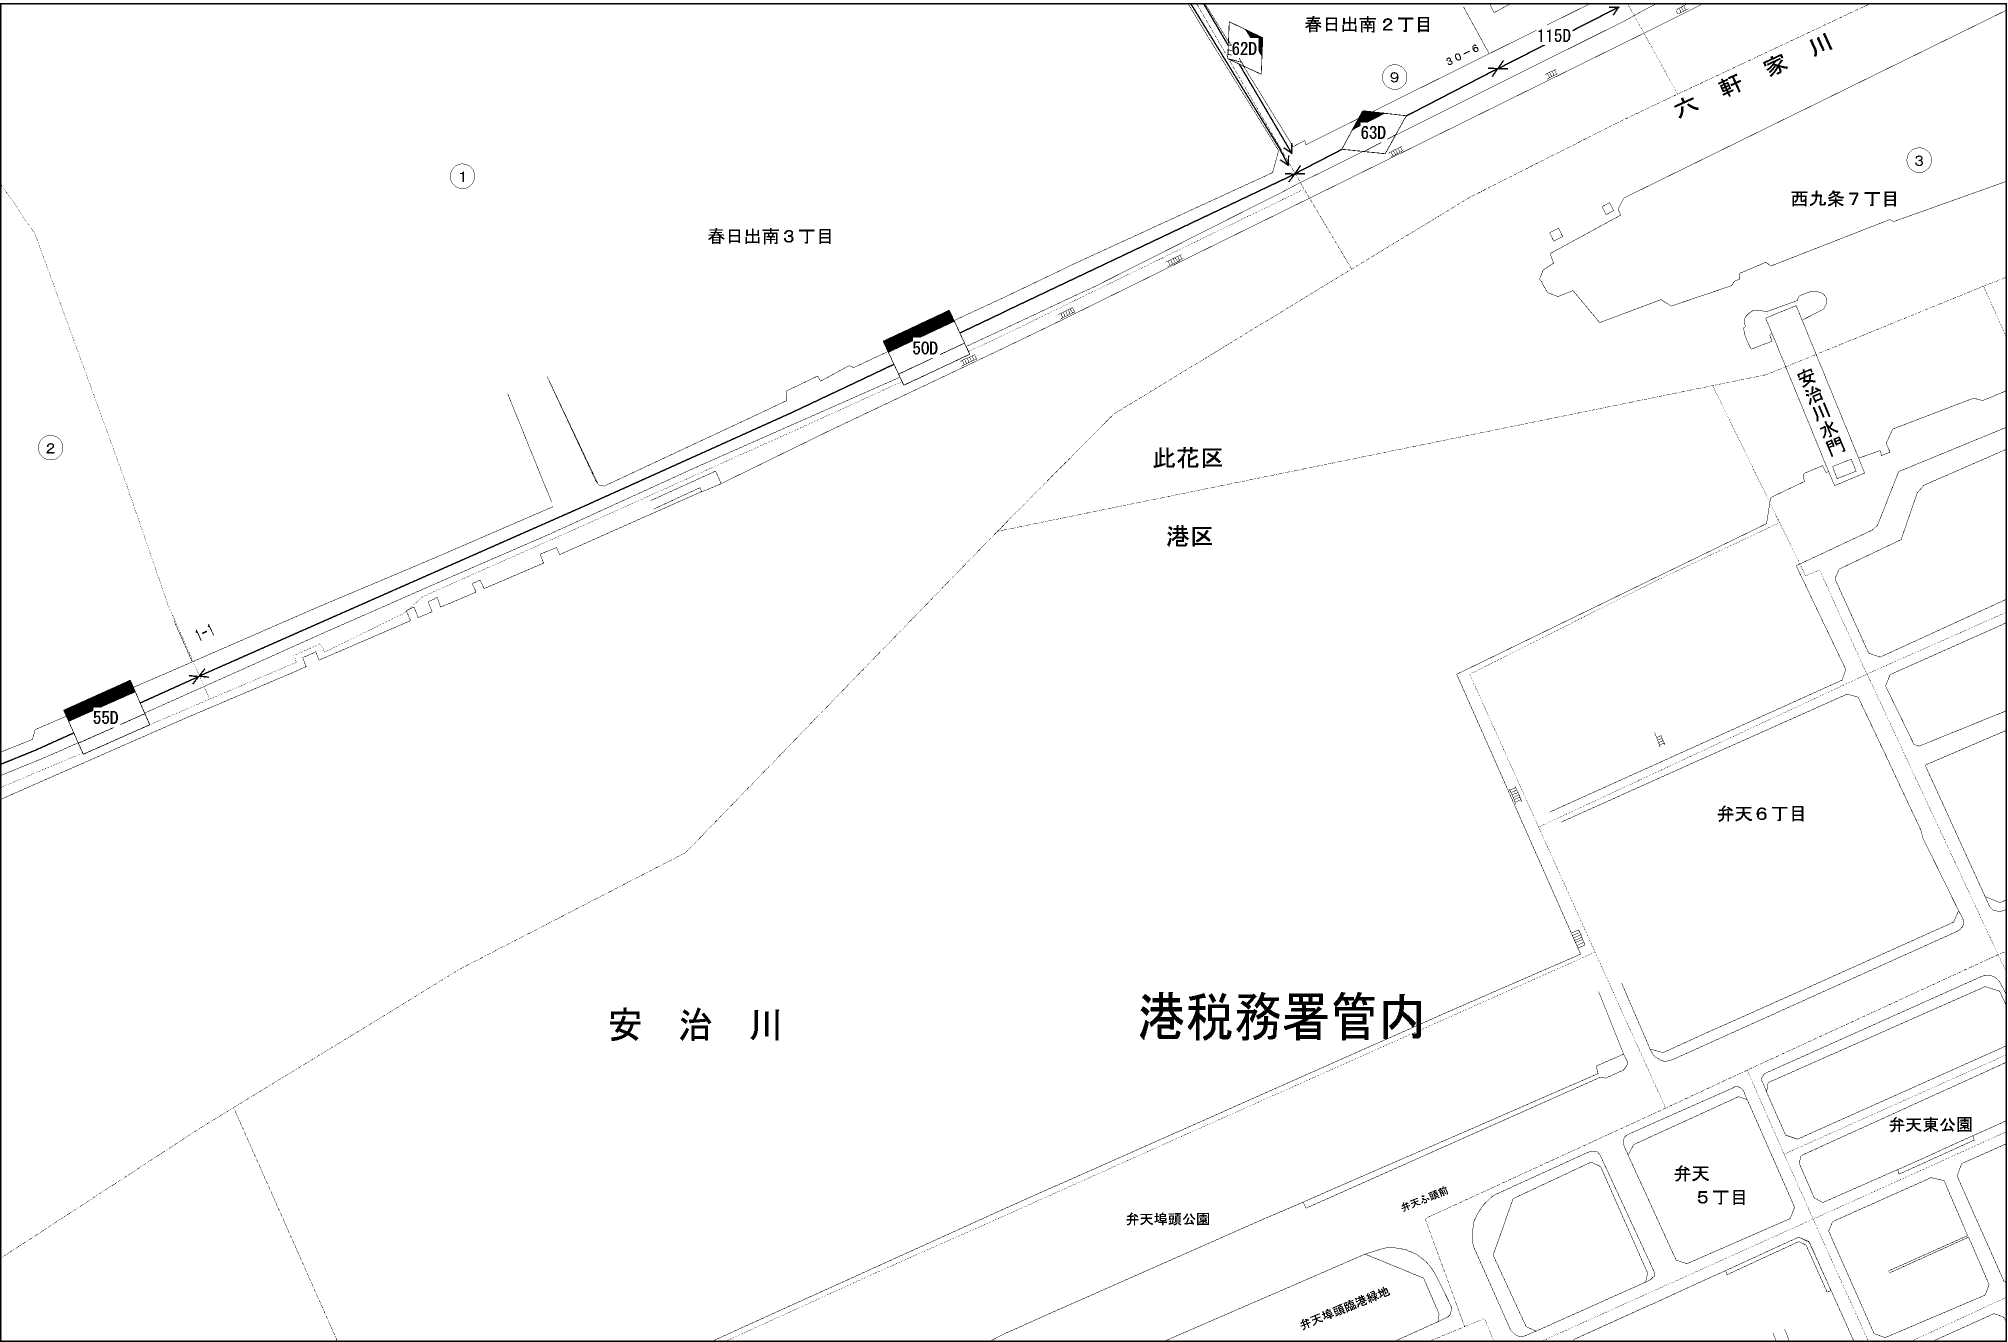 春日出南２丁目
115D
62D
30-6
六軒家川
9
63D
3
1
西九条７丁目
春日出南３丁目
50D
安治川水門
2
此花区
港区
1-1
55D
弁天６丁目
安治川
港税務署管内
弁天東公園
弁天
５丁目
弁天ふ頭前
弁天埠頭公園
弁天埠頭臨港緑地